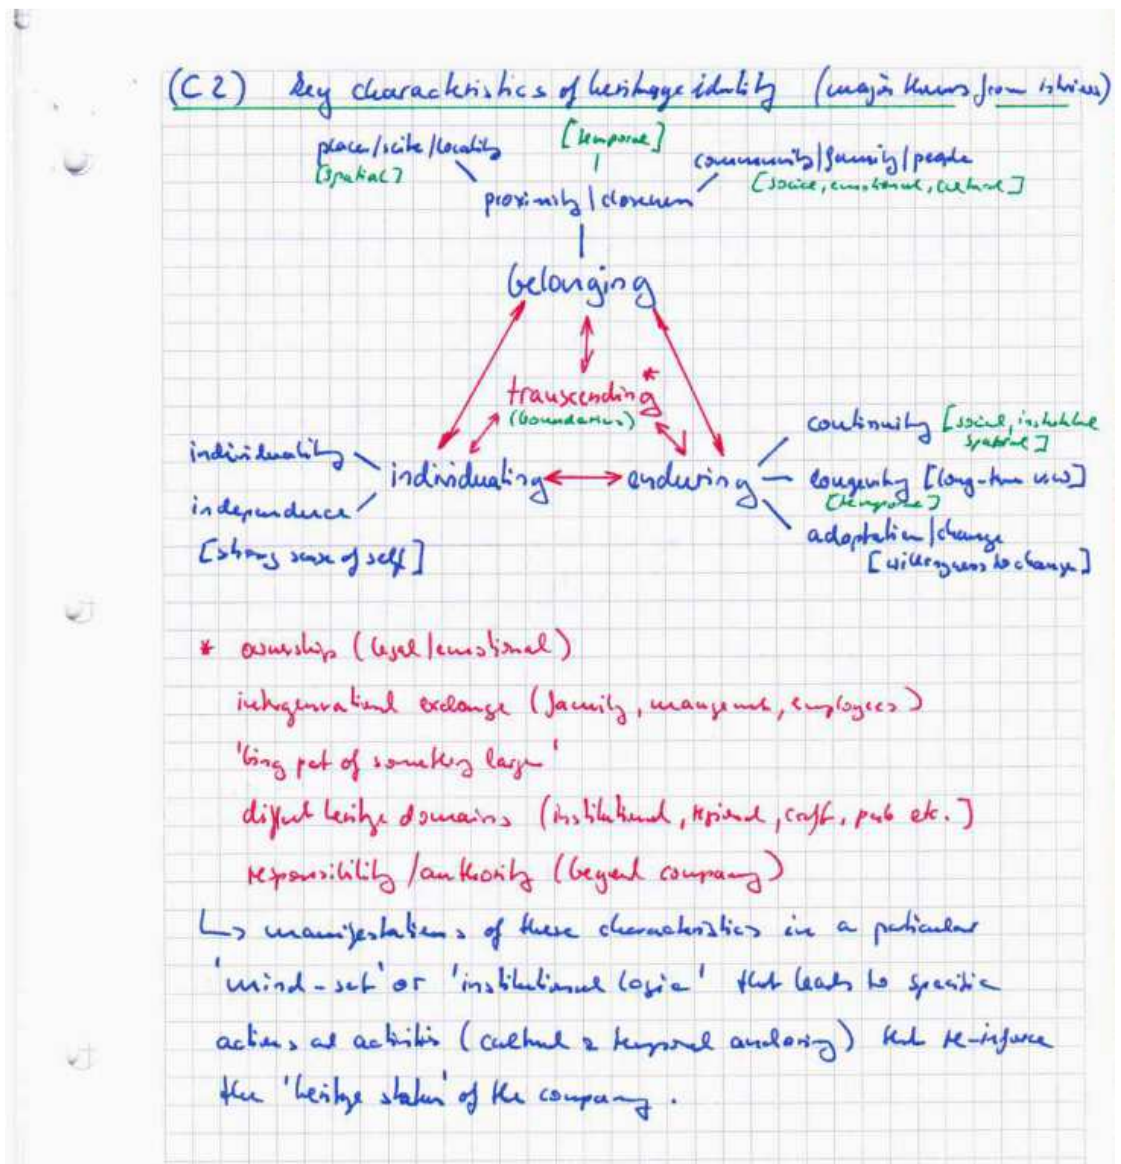 (C2) Key characteristics of heritage identity (major themes from interviews)
[temporal]
place/site/locality
community/family/people
[spatial]
[social, emotional, cultural]
proximity/closeness
belonging
transcending*
(boundaries)
continuity [social, institutional
spatial]
individuality
individuating
enduring
longevity [long-term view]
[temporal]
independence
adaptation/change
[strong sense of self]
[willingness to change]
* ownership (legal/emotional)
intergenerational exchange (family, management, employees)
'being part of something larger'
different heritage domains (institutional, regional, craft, etc.]
responsibility/authority (beyond company)
↳ manifestations of these characteristics in a particular
'mind-set' or 'institutional logic' that leads to specific
actions and activities (cultural & temporal anchoring) that re-inforce
the 'heritage status' of the company.